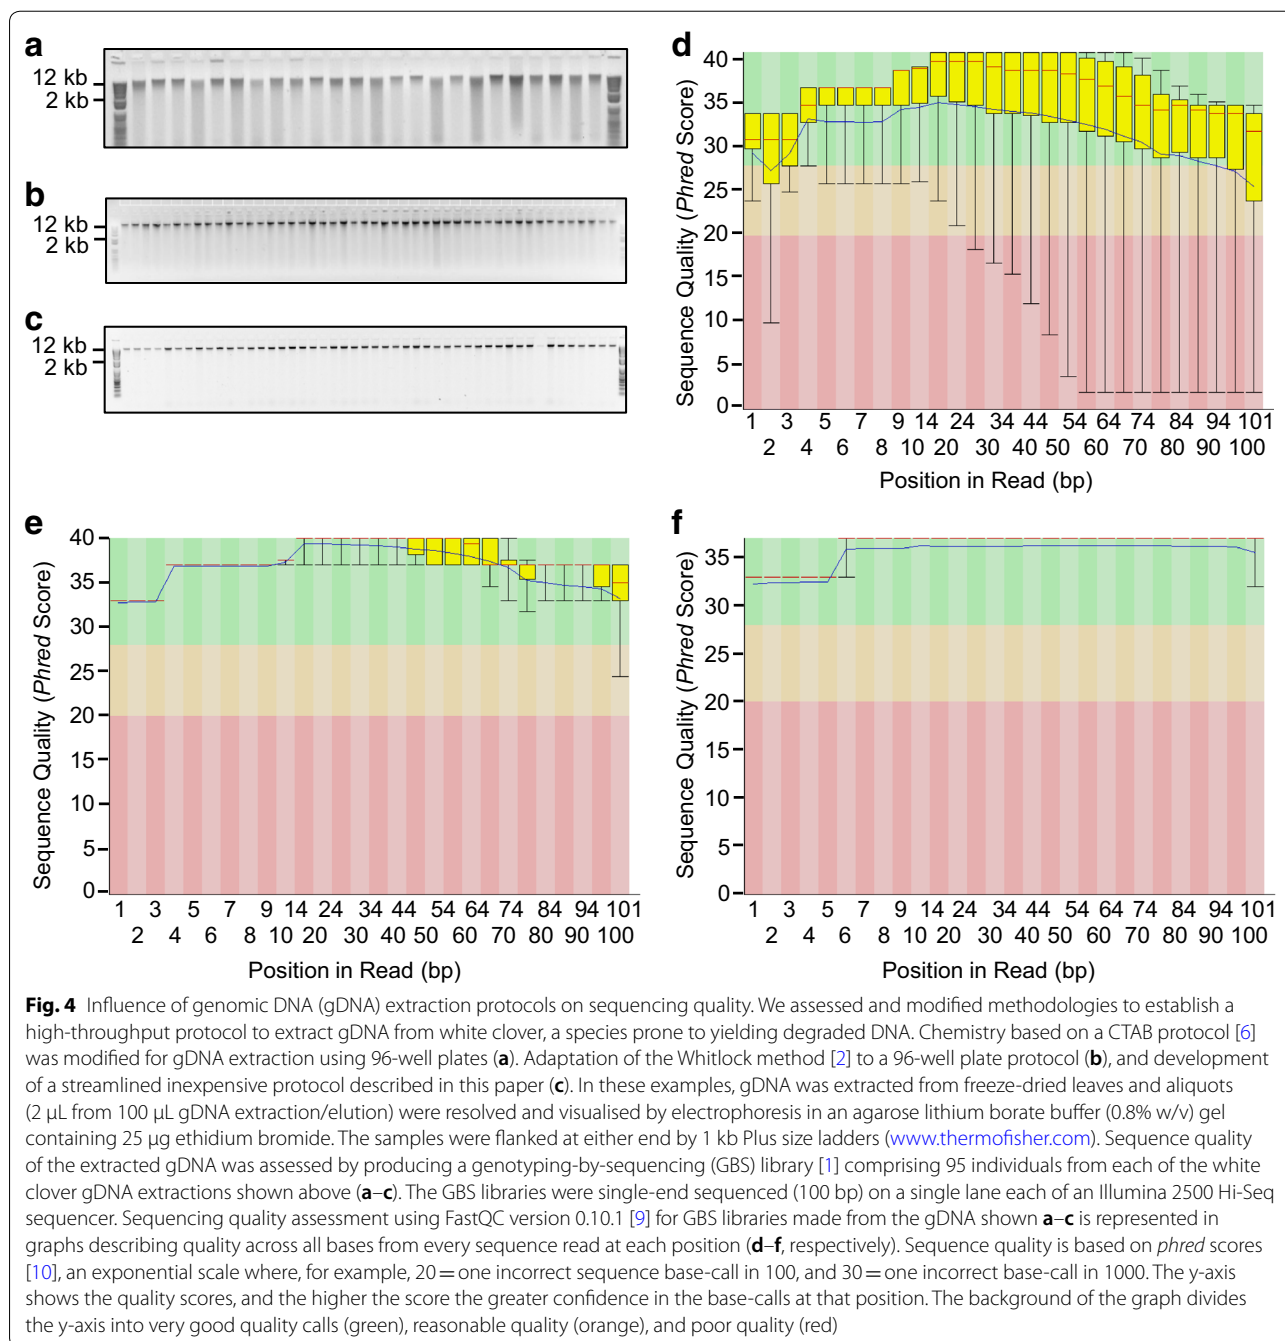 a
12 kb
2 kb
b
12 kb
2 kb
c
12 kb
2 kb
d
Sequence Quality (Phred Score)
40
35
30
25
20
15
10
5
0
1 3 5 7 9 14 24 34 44 54 64 74 84 94 101
2 4 6 8 10 20 30 40 50 60 70 80 90 100
Position in Read (bp)
e
Sequence Quality (Phred Score)
40
35
30
25
20
15
10
5
0
1 3 5 7 9 14 24 34 44 54 64 74 84 94 101
2 4 6 8 10 20 30 40 50 60 70 80 90 100
Position in Read (bp)
f
Sequence Quality (Phred Score)
35
30
25
20
15
10
5
0
1 3 5 7 9 14 24 34 44 54 64 74 84 94 101
2 6 8 10 20 30 40 50 60 70 80 90 100
Position in Read (bp)
Fig. 4 Influence of genomic DNA (gDNA) extraction protocols on sequencing quality. We assessed and modified methodologies to establish a
high-throughput protocol to extract gDNA from white clover, a species prone to yielding degraded DNA. Chemistry based on a CTAB protocol [6]
was modified for gDNA extraction using 96-well plates (a). Adaptation of the Whitlock method [2] to a 96-well plate protocol (b), and development
of a streamlined inexpensive protocol described in this paper (c). In these examples, gDNA was extracted from freeze-dried leaves and aliquots
(2 µL from 100 µL gDNA extraction/elution) were resolved and visualised by electrophoresis in an agarose lithium borate buffer (0.8% w/v) gel
containing 25 µg ethidium bromide. The samples were flanked at either end by 1 kb Plus size ladders (www.thermofisher.com). Sequence quality
of the extracted gDNA was assessed by producing a genotyping-by-sequencing (GBS) library [1] comprising 95 individuals from each of the white
clover gDNA extractions shown above (a–c). The GBS libraries were single-end sequenced (100 bp) on a single lane each of an Illumina 2500 Hi-Seq
sequencer. Sequencing quality assessment using FastQC version 0.10.1 [9] for GBS libraries made from the gDNA shown a–c is represented in
graphs describing quality across all bases from every sequence read at each position (d–f, respectively). Sequence quality is based on phred scores
[10], an exponential scale where, for example, 20 = one incorrect sequence base-call in 100, and 30 = one incorrect base-call in 1000. The y-axis
shows the quality scores, and the higher the score the greater confidence in the base-calls at that position. The background of the graph divides
the y-axis into very good quality calls (green), reasonable quality (orange), and poor quality (red)